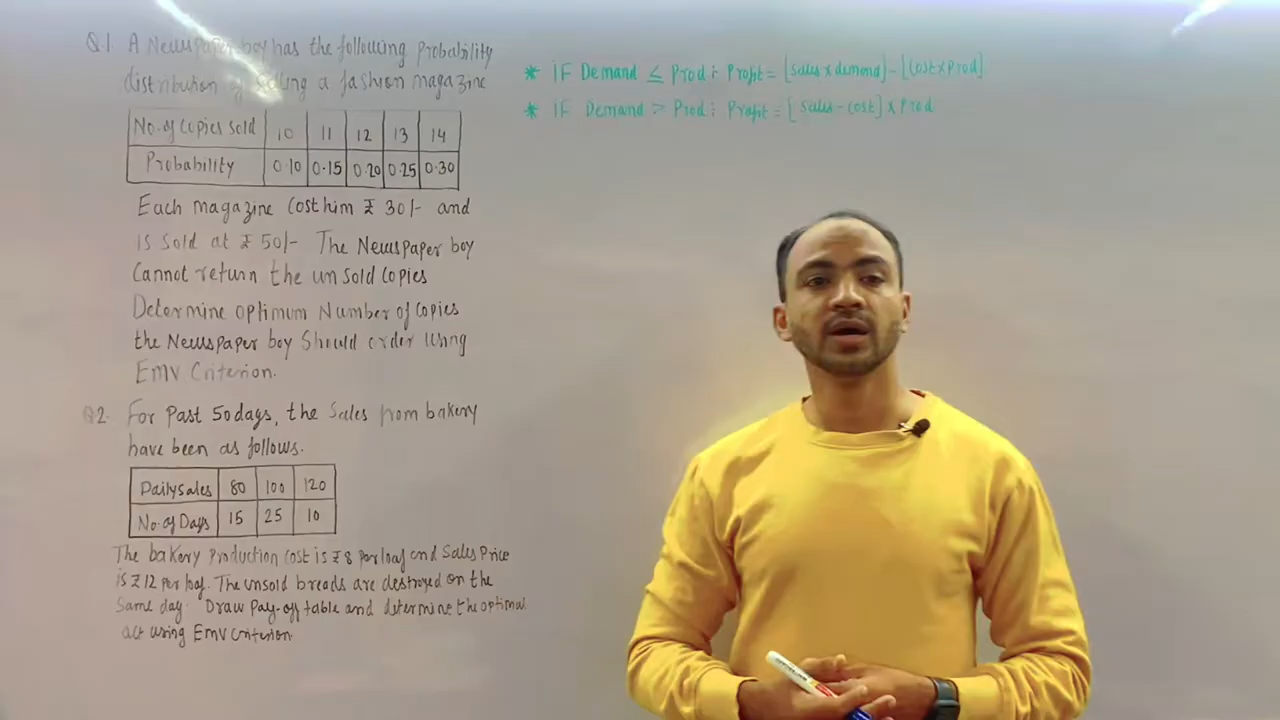 Q1. A Newspaper boy has the following Probability
distribution of selling a fashion magazine
No. of Copies Sold 10 11 12 13 14
Probability 0.10 0.15 0.20 0.25 0.30
Each magazine Cost him ₹ 30/- and
is Sold at ₹ 50/- The Newspaper boy
Cannot return the unsold Copies
Determine optimum Number of Copies
the Newspaper boy Should order Using
EMV Criterion.
Q2. For Past 50 days, the Sales from bakery
have been as follows.
Daily sales 80 100 120
No. of Days 15 25 10
The bakery Production Cost is ₹ 8 Per loaf and Sales Price
is ₹ 12 Per loaf. The unsold breads are destroyed on the
Same day. Draw Pay-off table and determine the optimal
act using EMV Criterion.
* IF Demand ≤ Prod : Profit = [Sales x demand] - [Cost x Prod]
* IF Demand > Prod : Profit = [Sales - Cost] x Prod